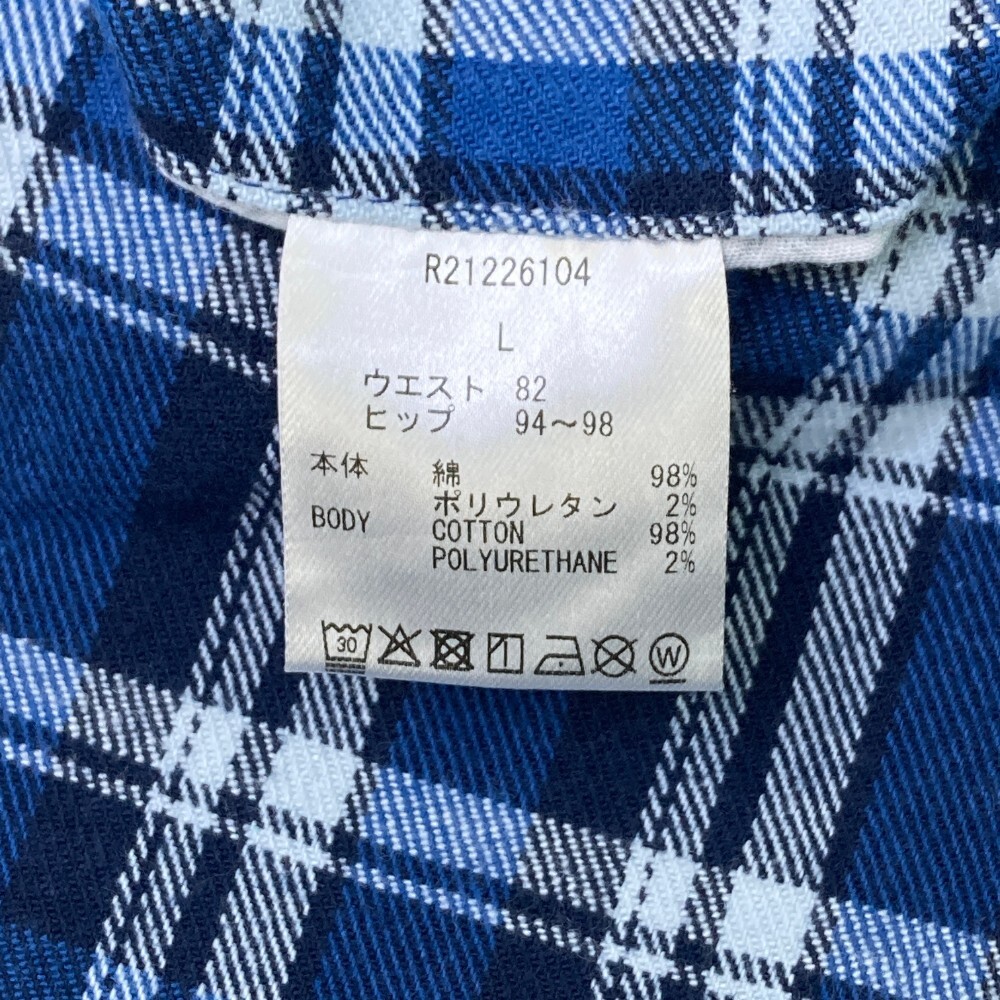 R21226104
L
ウエスト 82
ヒップ 94~98
本体 綿 98%
ポリウレタン 2%
BODY COTTON 98%
POLYURETHANE 2%
30 W